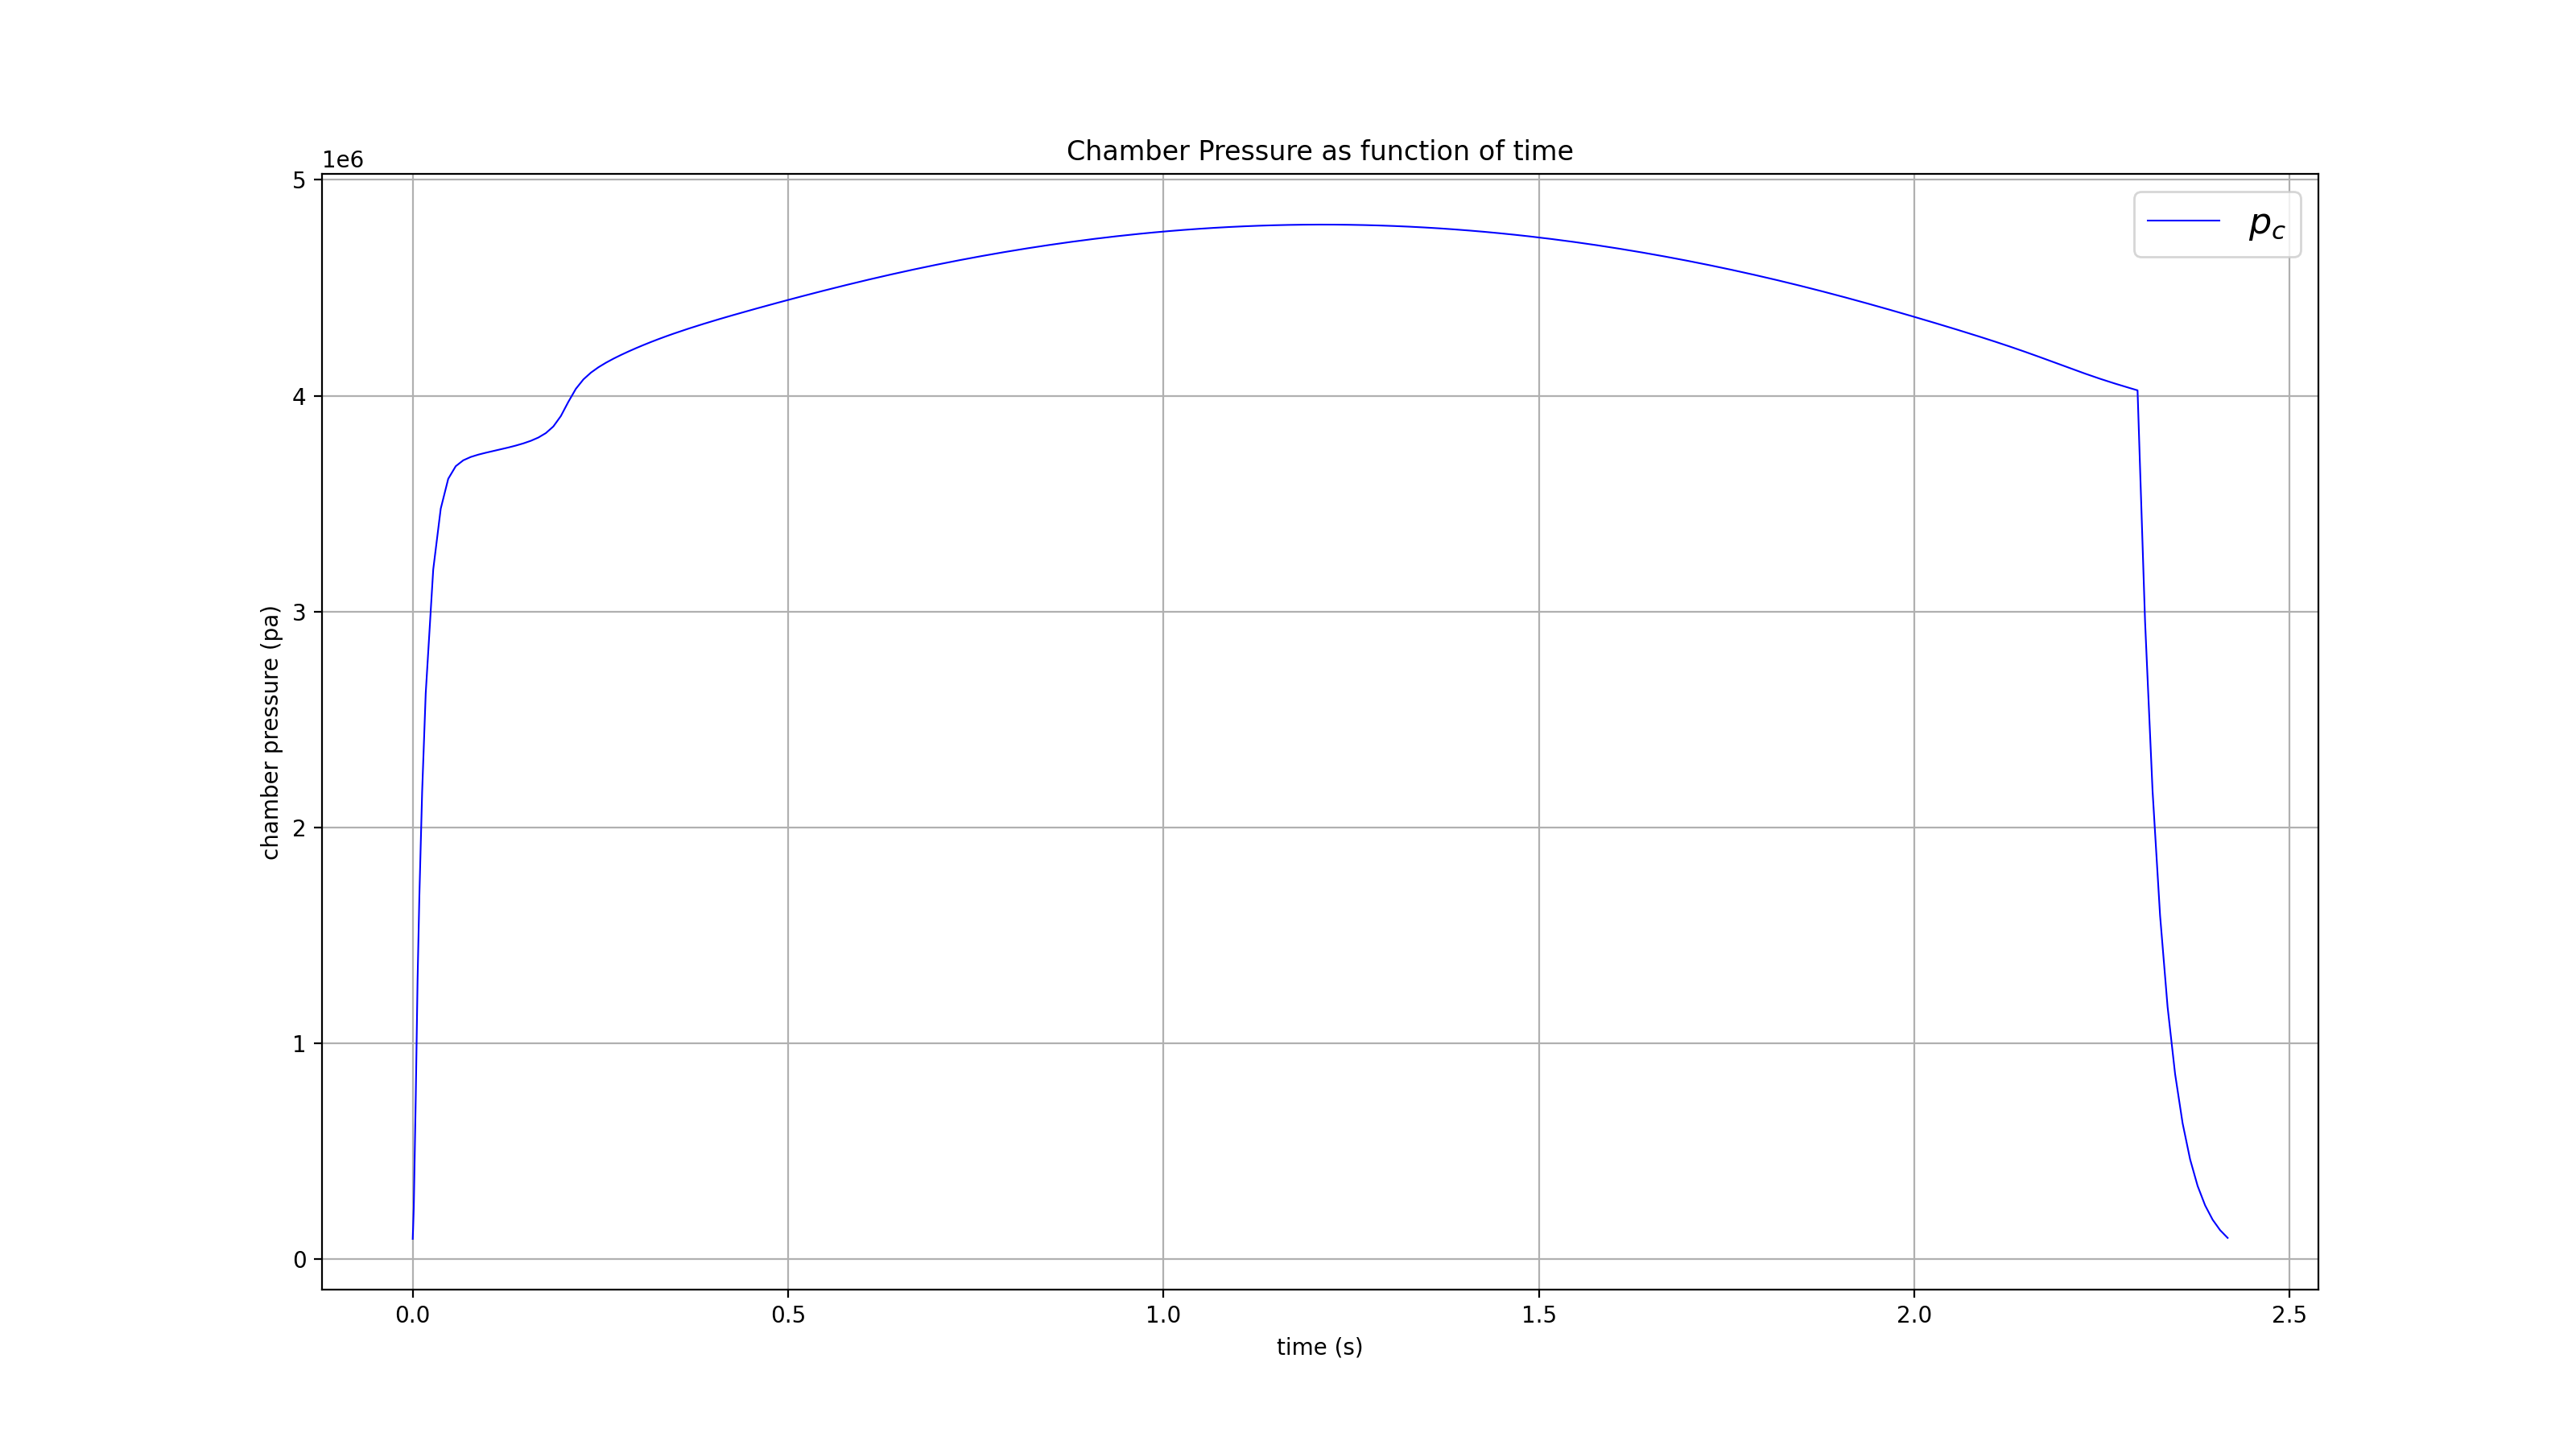 Chamber Pressure as function of time
1e6
5
4
3
2
1
0
chamber pressure (pa)
p_c
0.0 0.5 1.0 1.5 2.0 2.5
time (s)